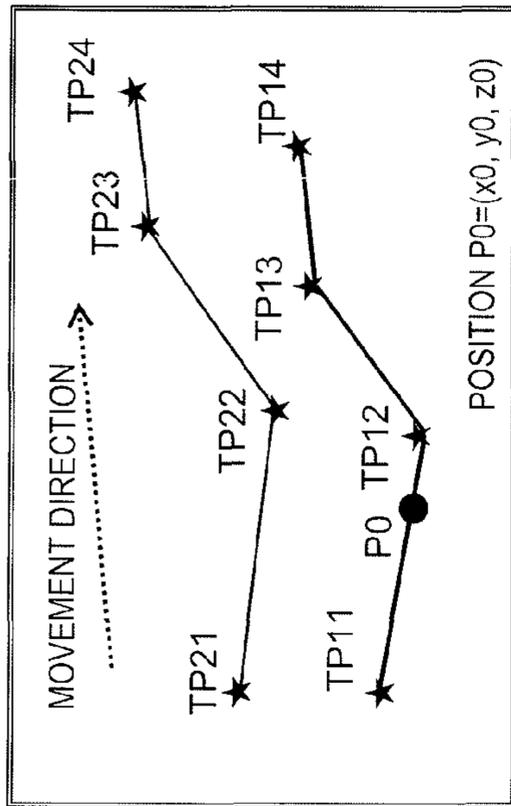 MOVEMENT DIRECTION
TP21
TP22
TP23
TP24
TP11
P0
TP12
TP13
TP14
POSITION P0=(x0, y0, z0)